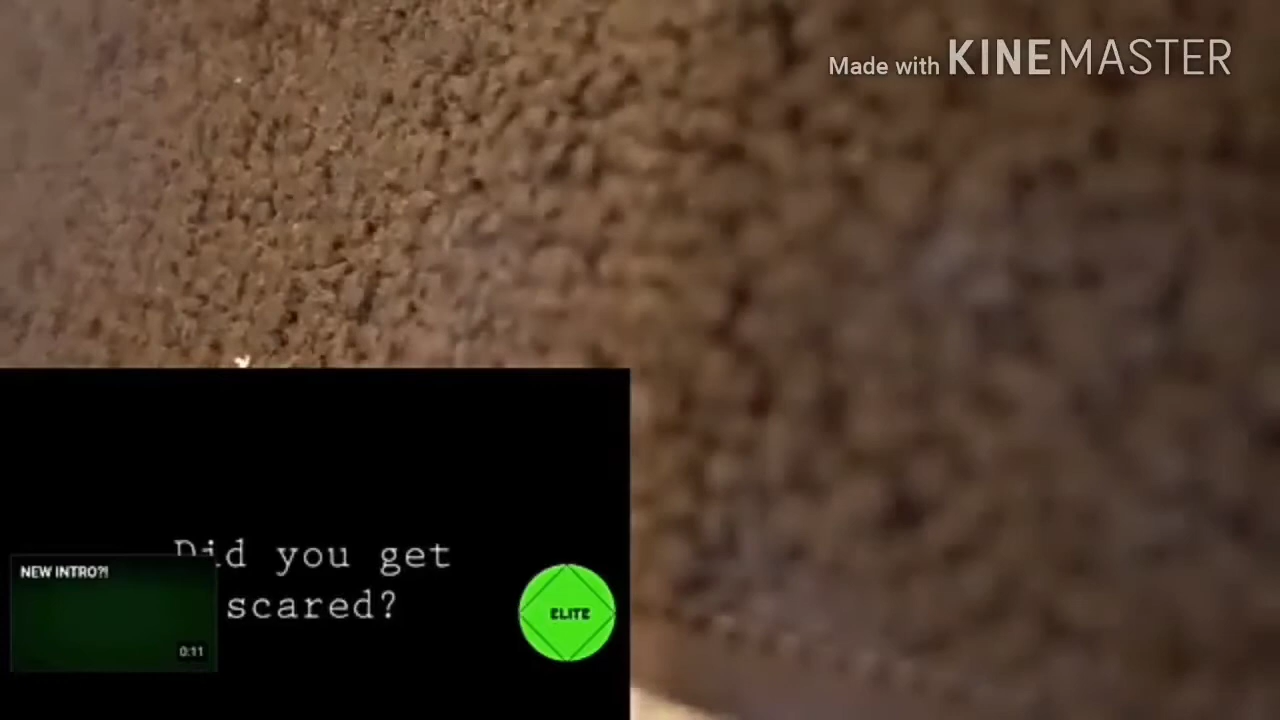 Made with KINEMASTER
Did you get
scared?
NEW INTRO?!
0:11
ELITE